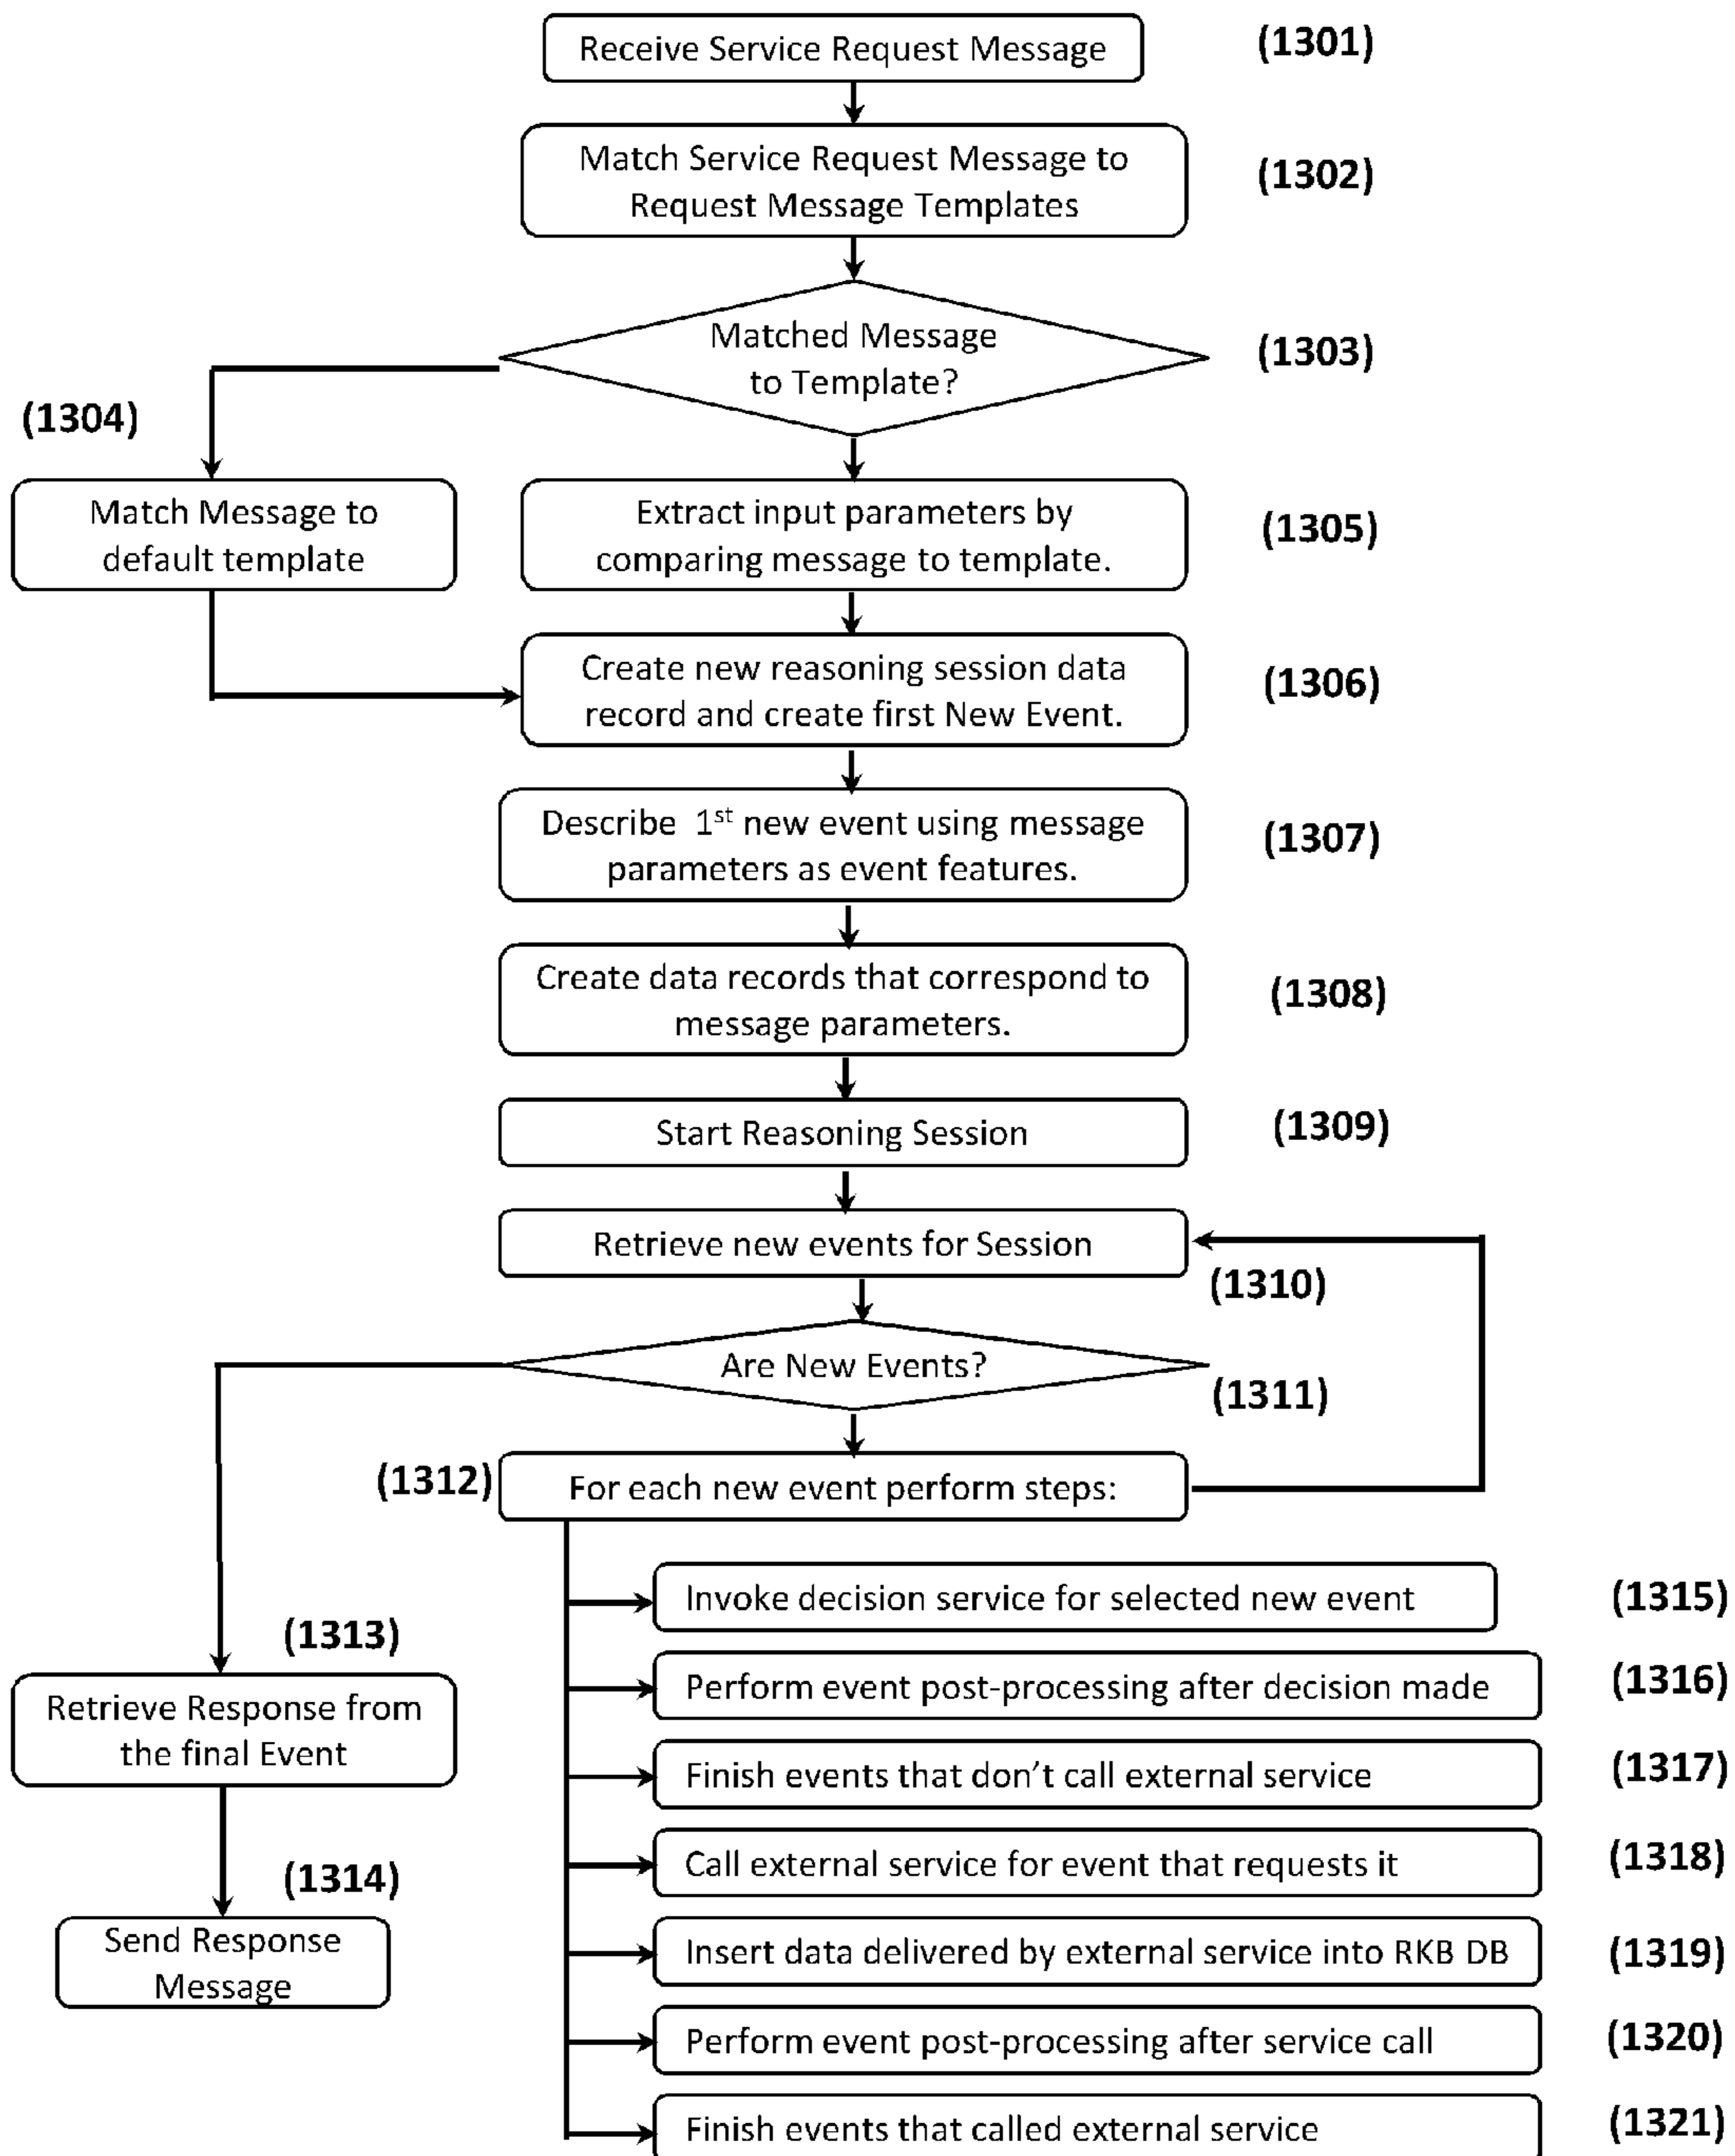 Receive Service Request Message
(1301)
Match Service Request Message to
Request Message Templates
(1302)
Matched Message
to Template?
(1303)
(1304)
Match Message to
default template
Extract input parameters by
comparing message to template.
(1305)
Create new reasoning session data
record and create first New Event.
(1306)
Describe 1st new event using message
parameters as event features.
(1307)
Create data records that correspond to
message parameters.
(1308)
Start Reasoning Session
(1309)
Retrieve new events for Session
(1310)
Are New Events?
(1311)
(1312)
For each new event perform steps:
Invoke decision service for selected new event
(1315)
(1313)
Retrieve Response from
the final Event
Perform event post-processing after decision made
(1316)
Finish events that don't call external service
(1317)
Call external service for event that requests it
(1318)
(1314)
Send Response
Message
Insert data delivered by external service into RKB DB
(1319)
Perform event post-processing after service call
(1320)
Finish events that called external service
(1321)